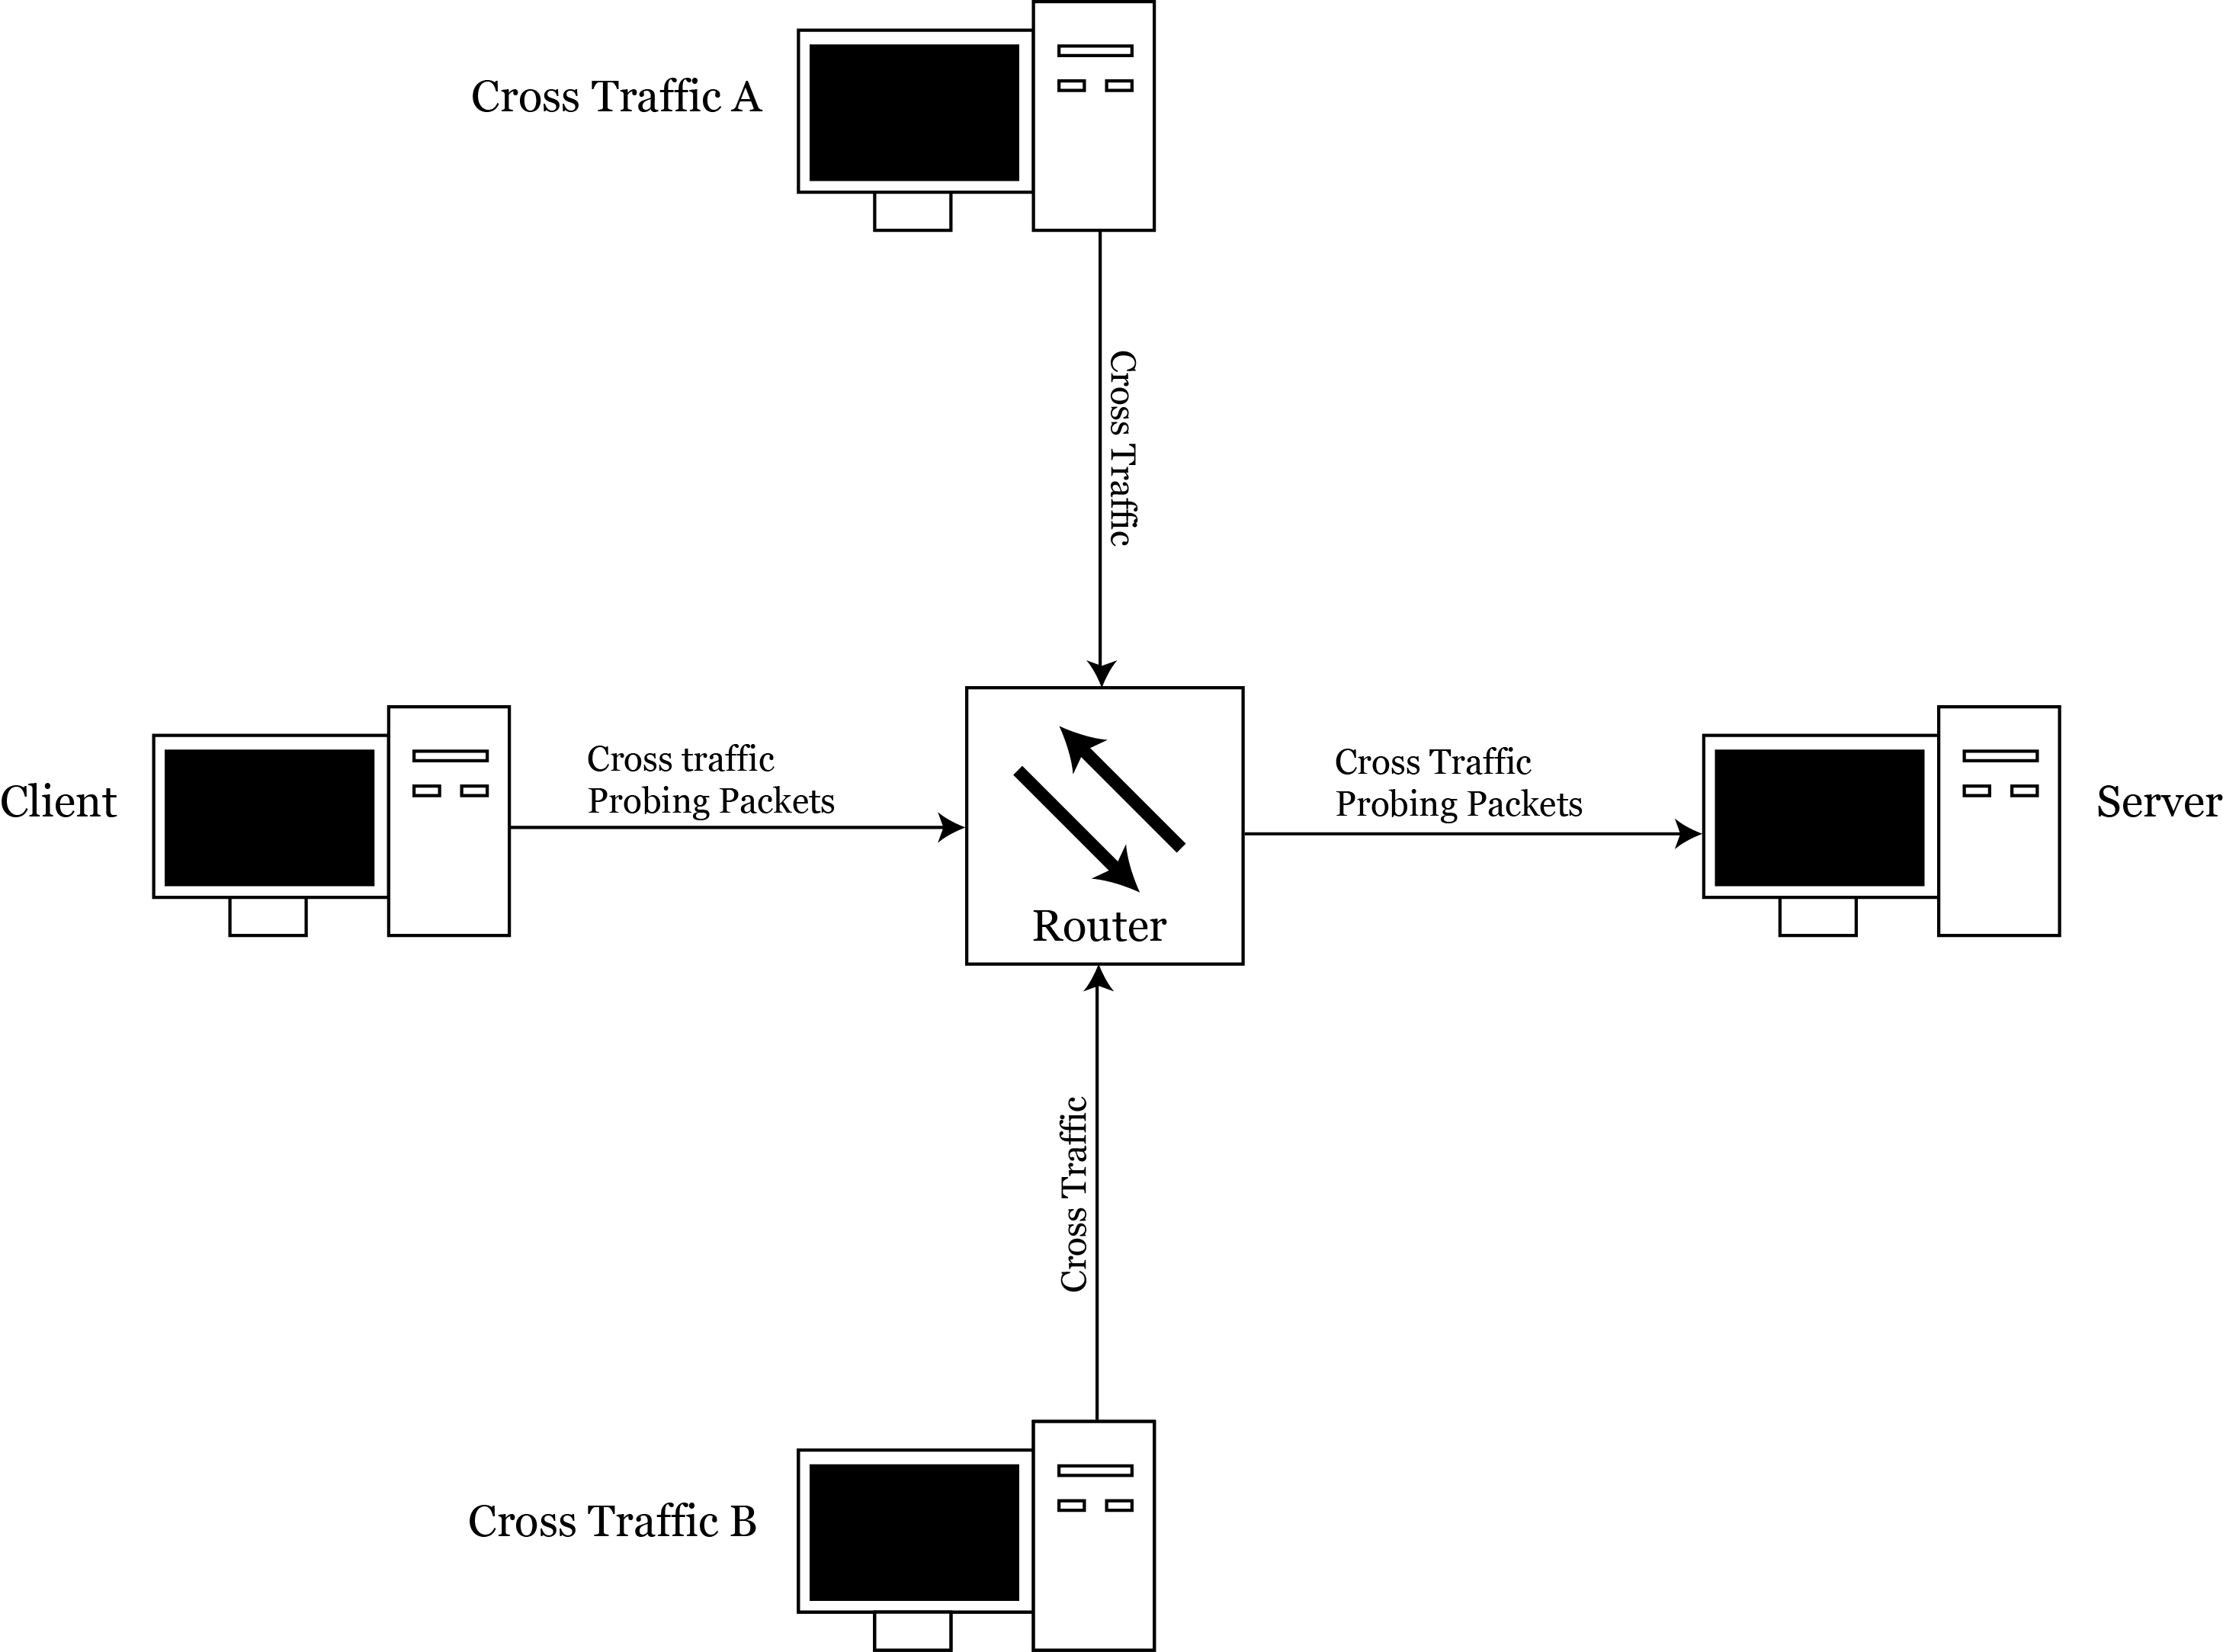 Cross Traffic A
Cross Traffic
Client
Cross traffic
Probing Packets
Router
Cross Traffic
Probing Packets
Server
Cross Traffic
Cross Traffic B